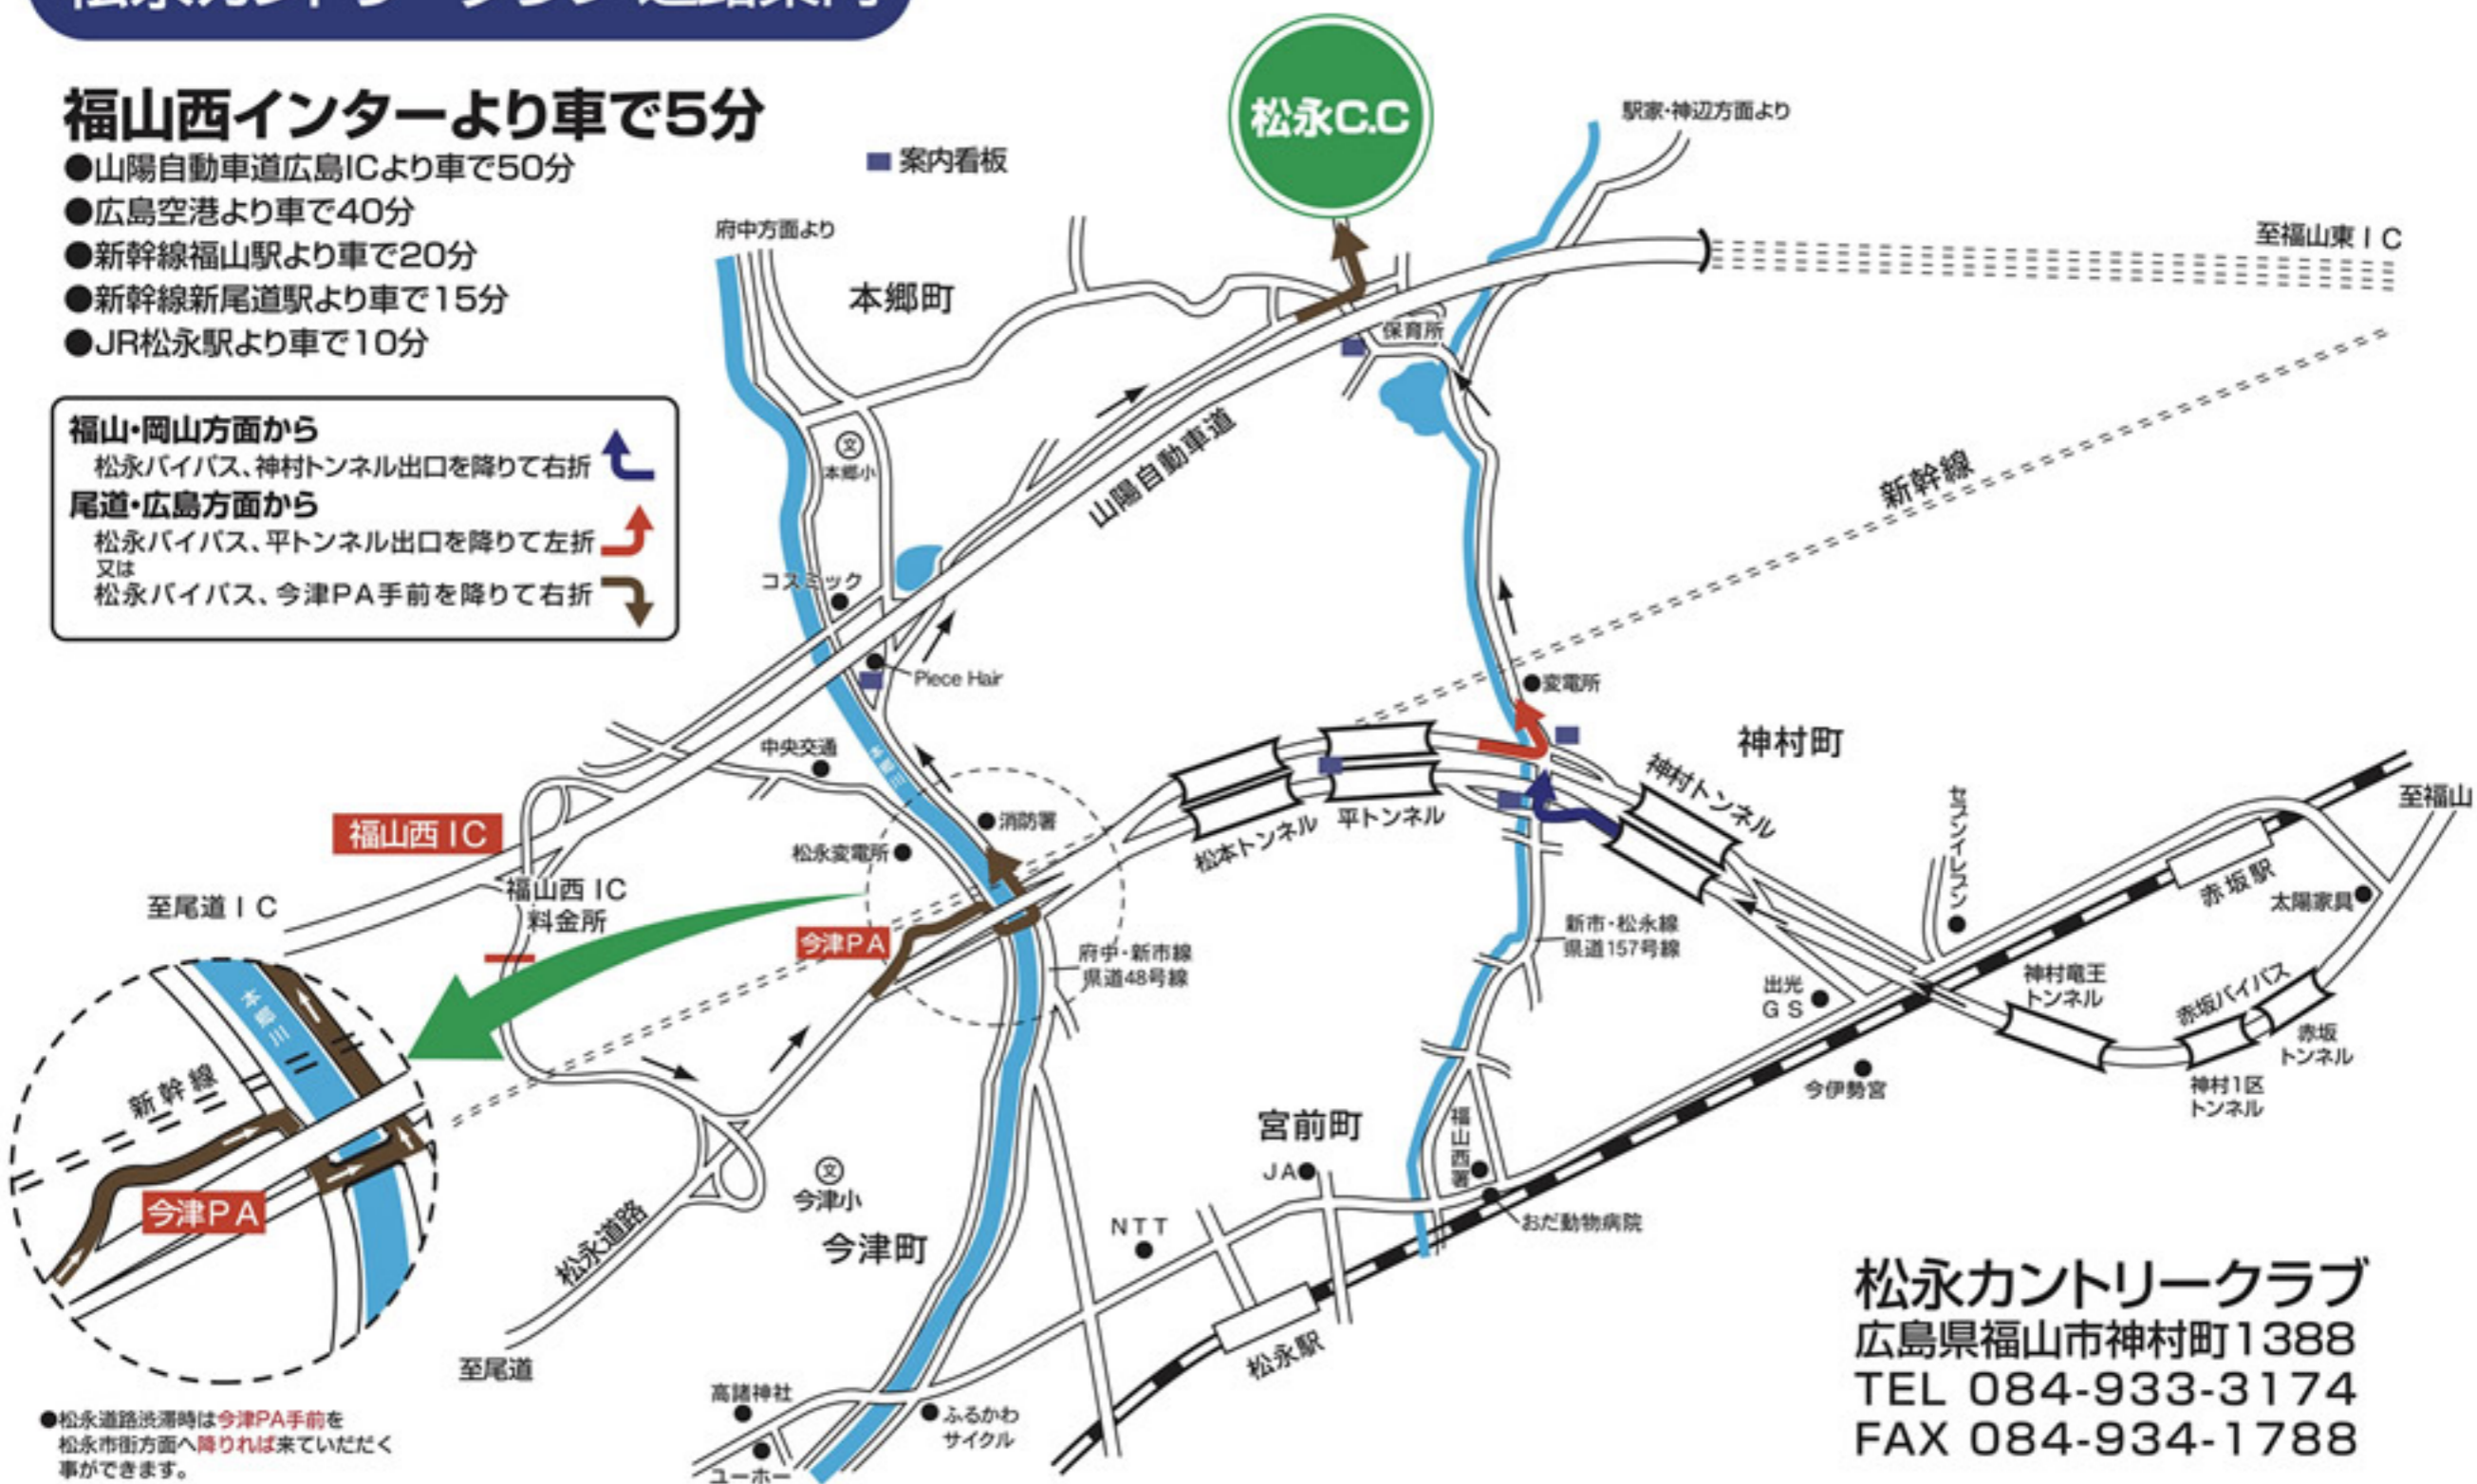 松永カントリークラブ 道路案内
福山西インターより車で5分
●山陽自動車道広島ICより車で50分
●広島空港より車で40分
●新幹線福山駅より車で20分
●新幹線新尾道駅より車で15分
●JR松永駅より車で10分
案内看板
福山・岡山方面から
松永バイパス、神村トンネル出口を降りて右折
尾道・広島方面から
松永バイパス、平トンネル出口を降りて左折
又は
松永バイパス、今津PA手前を降りて右折
松永C.C
駅家・神辺方面より
府中方面より
本郷町
至福山東IC
保育所
文
本郷小
山陽自動車道
新幹線
コスミック
Piece Hair
変電所
中央交通
本郷川
神村町
神村トンネル
消防署
松永変電所
松本トンネル
平トンネル
セブンイレブン
至福山
福山西IC
至尾道IC
福山西IC
料金所
今津PA
府中・新市線
県道48号線
新市・松永線
県道157号線
赤坂駅
太陽家具
出光
GS
神村竜王
トンネル
赤坂バイパス
赤坂
トンネル
神村1区
トンネル
今伊勢宮
本郷川
新幹線
今津PA
文
今津小
今津町
宮前町
JA
福山西署
おだ動物病院
NTT
松永道路
至尾道
松永駅
高諸神社
ふるかわ
サイクル
ユーホー
●松永道路渋滞時は今津PA手前を
松永市街方面へ降りれば来ていただく
事ができます。
松永カントリークラブ
広島県福山市神村町1388
TEL 084-933-3174
FAX 084-934-1788